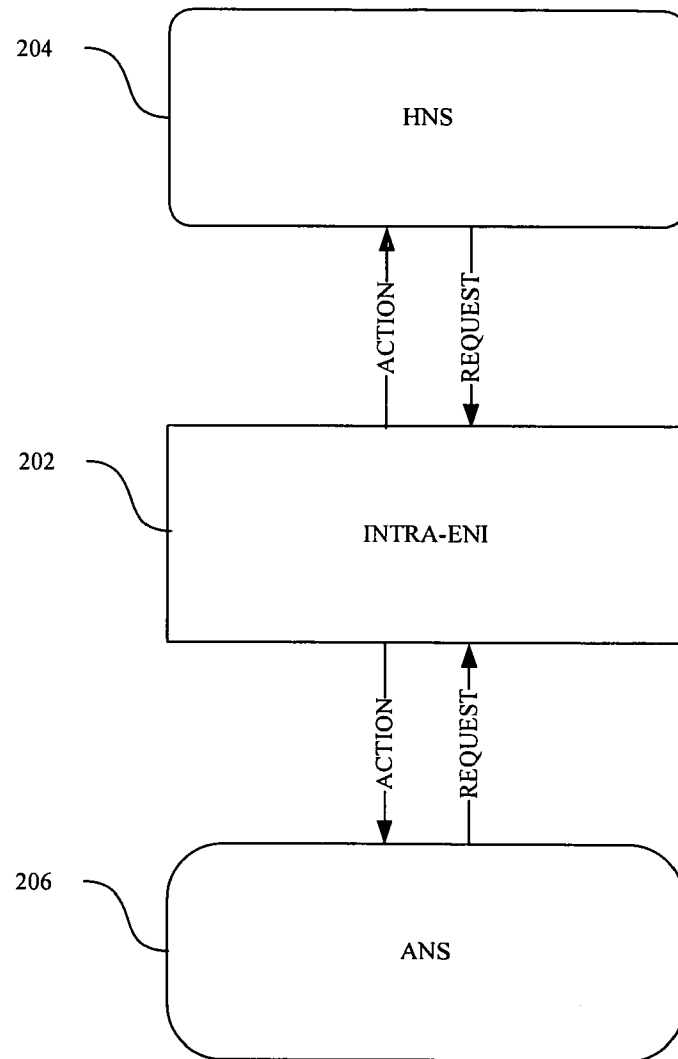 204
HNS
ACTION
REQUEST
202
INTRA-ENI
ACTION
REQUEST
206
ANS